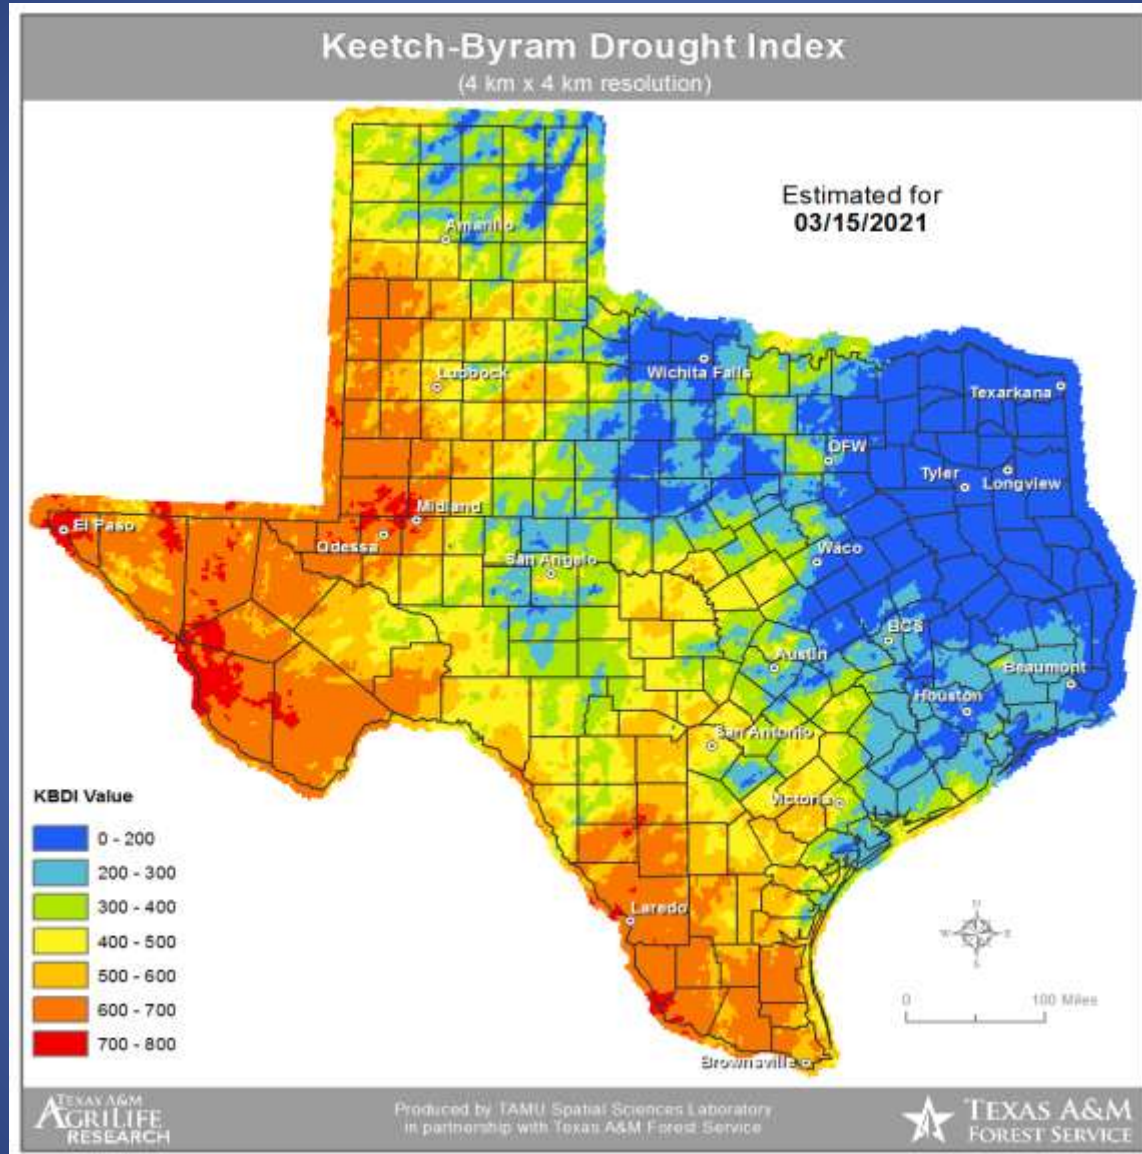 Keetch-Byram Drought Index
(4 km x 4 km resolution)
Estimated for
03/15/2021
Amarillo
Lubbock
Wichita Falls
Texarkana
DFW
Tyler
Longview
Midland
El Paso
Odessa
San Angelo
Waco
BCS
Austin
Beaumont
Houston
San Antonio
Victoria
Laredo
Brownsville
KBDI Value
0 - 200
200 - 300
300 - 400
400 - 500
500 - 600
600 - 700
700 - 800
N
W E
S
0 100 Miles
TEXAS A&M
AGRILIFE
RESEARCH
Produced by TAMU Spatial Sciences Laboratory
in partnership with Texas A&M Forest Service
TEXAS A&M
FOREST SERVICE